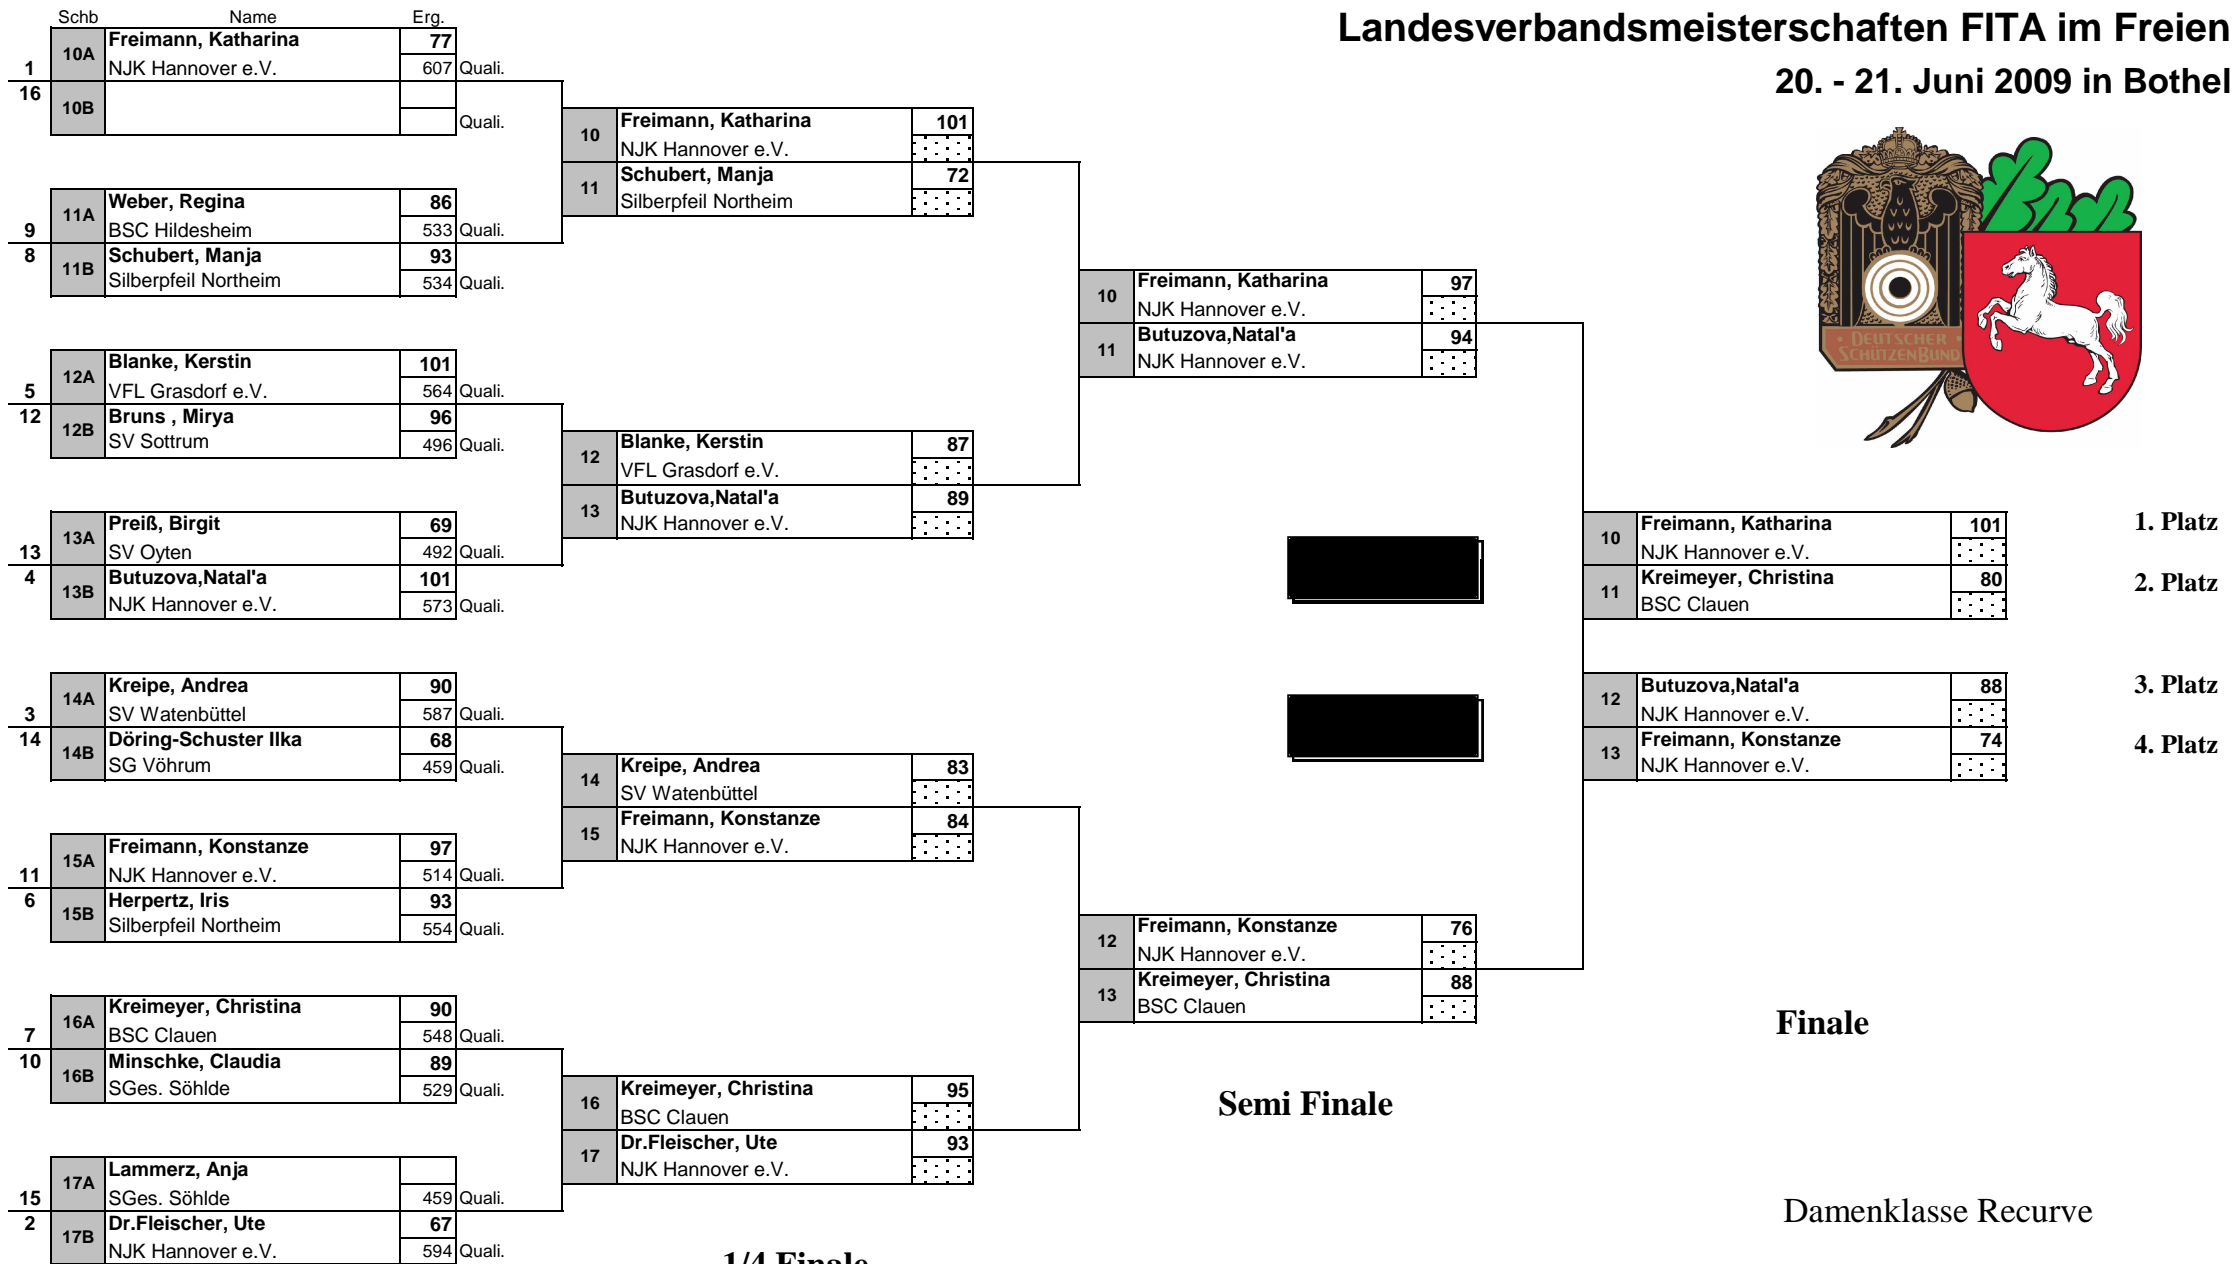 Landesverbandsmeisterschaften FITA im Freien
20. - 21. Juni 2009 in Bothel
Schb Name Erg.
10A Freimann, Katharina 77
1 NJK Hannover e.V. 607 Quali.
16 10B
Quali.
9 11A Weber, Regina 86
BSC Hildesheim 533 Quali.
8 11B Schubert, Manja 93
Silberpfeil Northeim 534 Quali.
5 12A Blanke, Kerstin 101
VFL Grasdorf e.V. 564 Quali.
12 12B Bruns , Mirya 96
SV Sottrum 496 Quali.
13 13A Preiß, Birgit 69
SV Oyten 492 Quali.
4 13B Butuzova,Natal'a 101
NJK Hannover e.V. 573 Quali.
3 14A Kreipe, Andrea 90
SV Watenbüttel 587 Quali.
14 14B Döring-Schuster Ilka 68
SG Vöhrum 459 Quali.
11 15A Freimann, Konstanze 97
NJK Hannover e.V. 514 Quali.
6 15B Herpertz, Iris 93
Silberpfeil Northeim 554 Quali.
7 16A Kreimeyer, Christina 90
BSC Clauen 548 Quali.
10 16B Minschke, Claudia 89
SGes. Söhlde 529 Quali.
15 17A Lammerz, Anja
SGes. Söhlde 459 Quali.
2 17B Dr.Fleischer, Ute 67
NJK Hannover e.V. 594 Quali.
10 Freimann, Katharina 101
NJK Hannover e.V.
11 Schubert, Manja 72
Silberpfeil Northeim
12 Blanke, Kerstin 87
VFL Grasdorf e.V.
13 Butuzova,Natal'a 89
NJK Hannover e.V.
14 Kreipe, Andrea 83
SV Watenbüttel
15 Freimann, Konstanze 84
NJK Hannover e.V.
16 Kreimeyer, Christina 95
BSC Clauen
17 Dr.Fleischer, Ute 93
NJK Hannover e.V.
1/4 Finale
10 Freimann, Katharina 97
NJK Hannover e.V.
11 Butuzova,Natal'a 94
NJK Hannover e.V.
12 Freimann, Konstanze 76
NJK Hannover e.V.
13 Kreimeyer, Christina 88
BSC Clauen
Semi Finale
DEUTSCHER
SCHÜTZENBUND
10 Freimann, Katharina 101 1. Platz
NJK Hannover e.V.
11 Kreimeyer, Christina 80 2. Platz
BSC Clauen
12 Butuzova,Natal'a 88 3. Platz
NJK Hannover e.V.
13 Freimann, Konstanze 74 4. Platz
NJK Hannover e.V.
Finale
Damenklasse Recurve